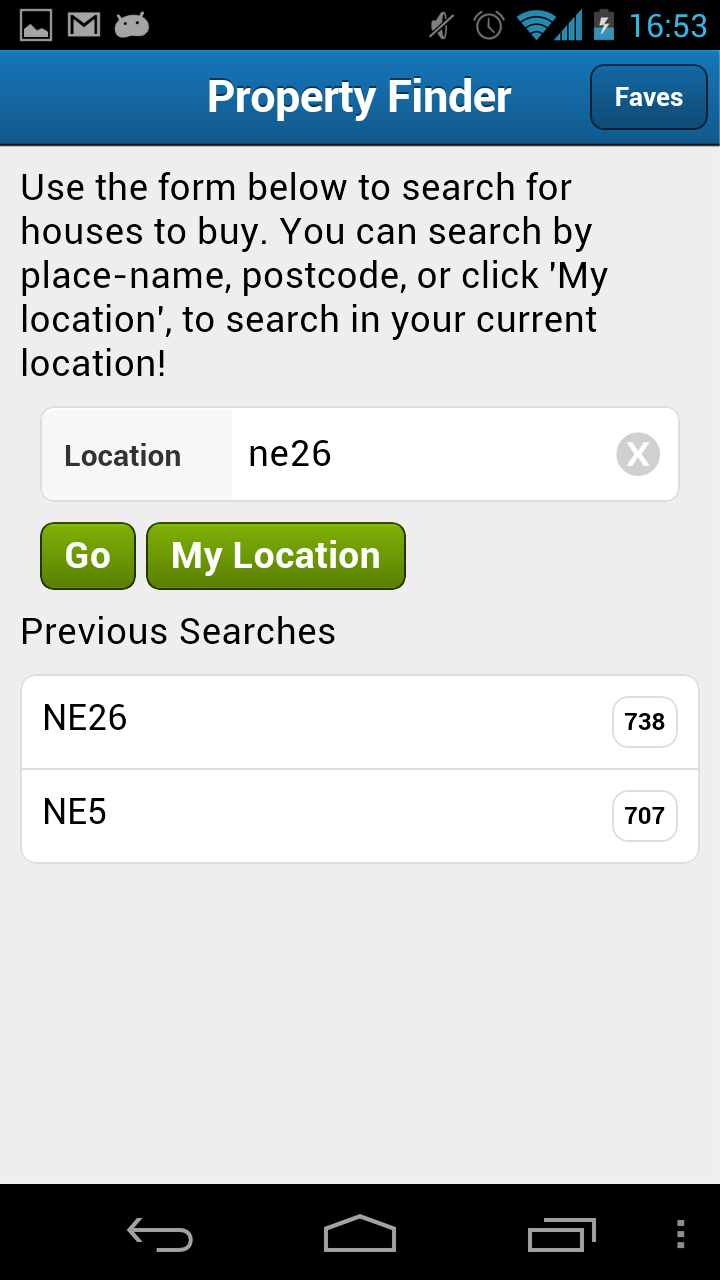 16:53
Property Finder
Faves
Use the form below to search for
houses to buy. You can search by
place-name, postcode, or click 'My
location', to search in your current
location!
Location
ne26
X
Go
My Location
Previous Searches
NE26
738
NE5
707